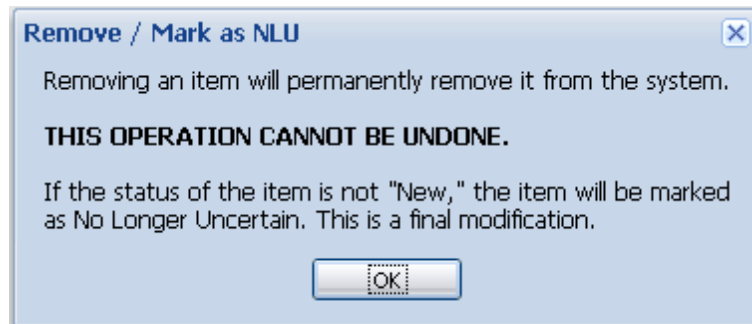 Remove / Mark as NLU
Removing an item will permanently remove it from the system.
THIS OPERATION CANNOT BE UNDONE.
If the status of the item is not "New," the item will be marked
as No Longer Uncertain. This is a final modification.
OK